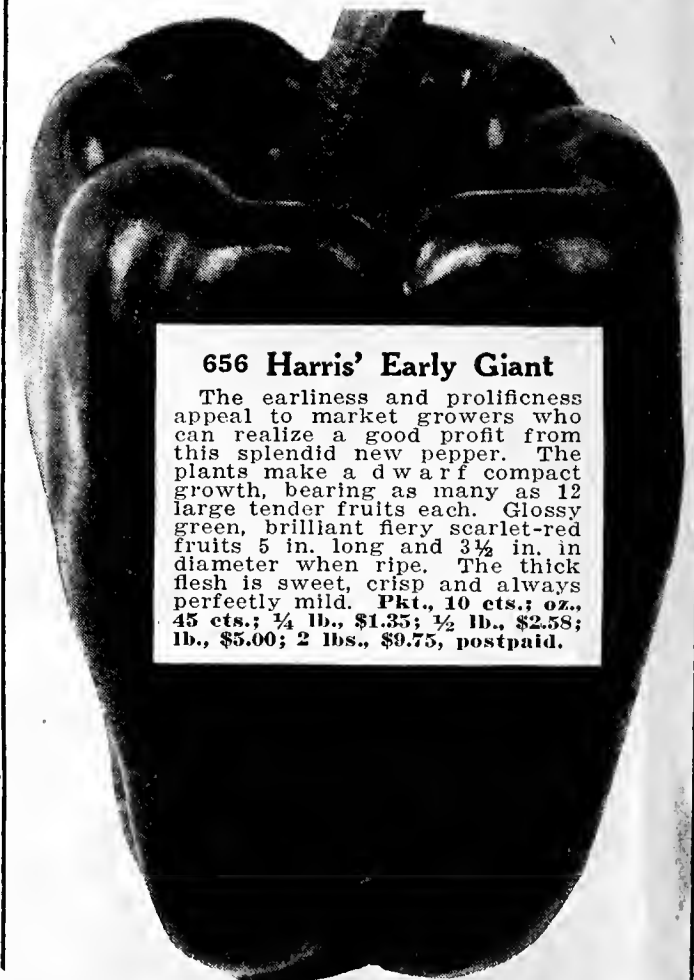 656 Harris' Early Giant
The earliness and prolificness
appeal to market growers who
can realize a good profit from
this splendid new pepper. The
plants make a dwarf compact
growth, bearing as many as 12
large tender fruits each. Glossy
green, brilliant fiery scarlet-red
fruits 5 in. long and 3½ in. in
diameter when ripe. The thick
flesh is sweet, crisp and always
perfectly mild. Pkt., 10 cts.; oz.,
45 cts.; ¼ lb., $1.35; ½ lb., $2.58;
lb., $5.00; 2 lbs., $9.75, postpaid.